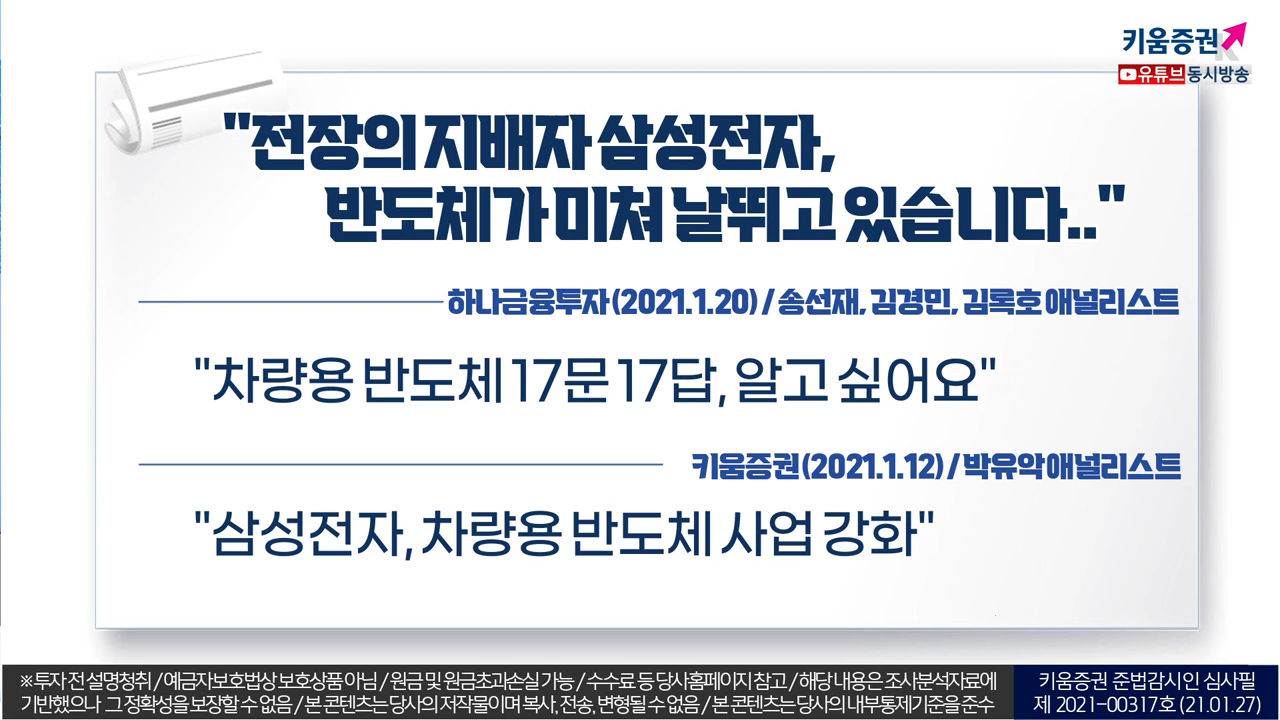 키움증권
유튜브 동시방송
"전장의 지배자 삼성전자,
반도체가 미쳐 날뛰고 있습니다.."
하나금융투자(2021.1.20) / 송선재, 김경민, 김록호 애널리스트
"차량용 반도체 17문 17답, 알고 싶어요"
키움증권(2021.1.12) / 박유악 애널리스트
"삼성전자, 차량용 반도체 사업 강화"
※ 투자 전 설명청취 / 예금자보호법상 보호상품 아님 / 원금 및 원금초과손실 가능 / 수수료 등 당사홈페이지 참고 / 해당 내용은 조사분석자료에
기반했으나 그 정확성을 보장할 수 없음 / 본 콘텐츠는 당사의 저작물이며 복사, 전송, 변형될 수 없음 / 본 콘텐츠는 당사의 내부통제기준을 준수
키움증권 준법감시인 심사필
제 2021-00317호 (21.01.27)